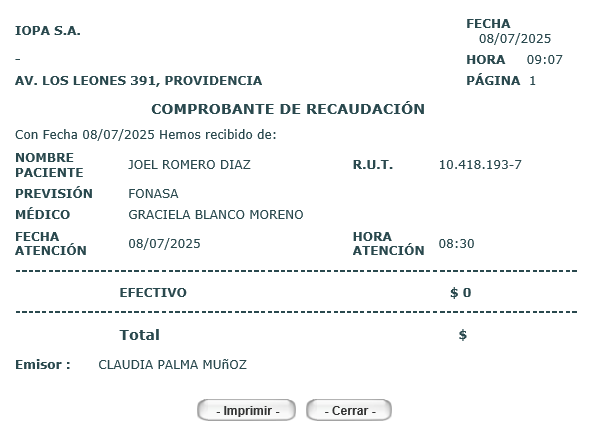 IOPA S.A.
FECHA
08/07/2025
-
HORA 09:07
AV. LOS LEONES 391, PROVIDENCIA
PÁGINA 1
COMPROBANTE DE RECAUDACIÓN
Con Fecha 08/07/2025 Hemos recibido de:
NOMBRE PACIENTE JOEL ROMERO DIAZ R.U.T. 10.418.193-7
PREVISIÓN FONASA
MÉDICO GRACIELA BLANCO MORENO
FECHA ATENCIÓN 08/07/2025 HORA ATENCIÓN 08:30
EFECTIVO $ 0
Total $
Emisor : CLAUDIA PALMA MUñOZ
- Imprimir - - Cerrar -